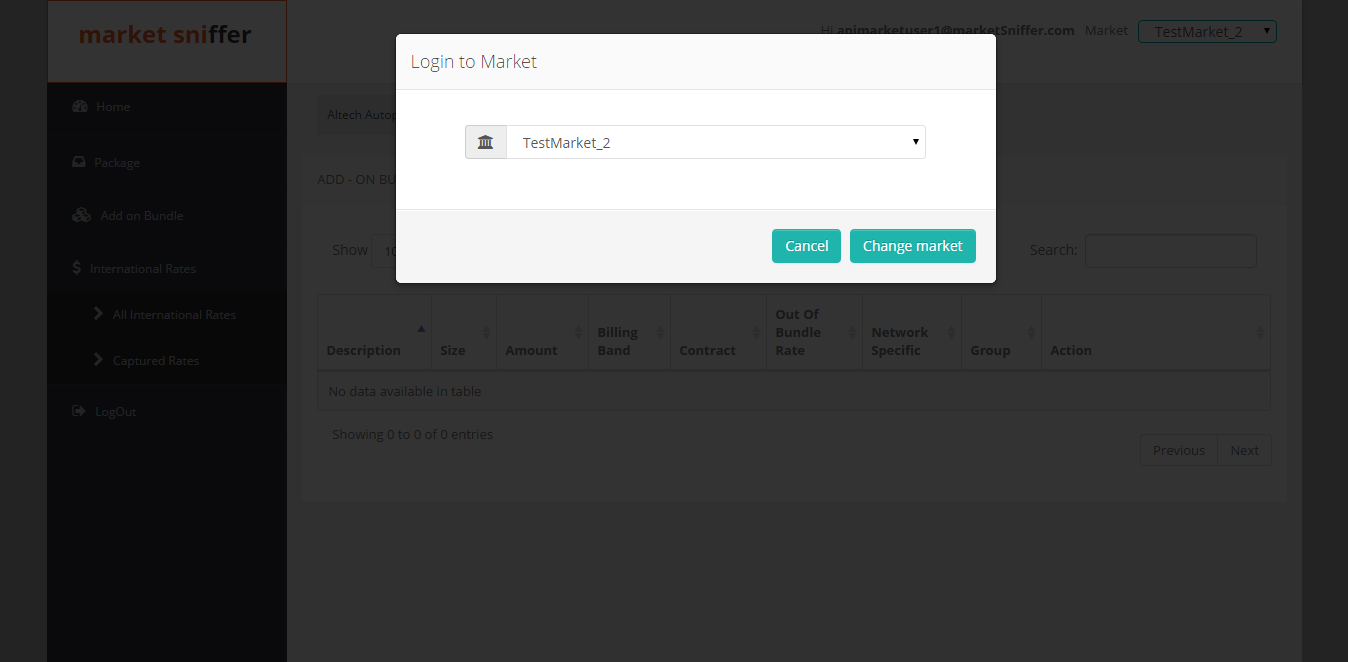 market sniffer
Hi apimarketuser1@marketSniffer.com Market TestMarket_2
Login to Market
TestMarket_2
Cancel Change market
Home
Package
Add on Bundle
International Rates
All International Rates
Captured Rates
LogOut
Altech
ADD - ON
Show 10
Search:
Description Size Amount Billing Band Contract Out Of Bundle Rate Network Specific Group Action
No data available in table
Showing 0 to 0 of 0 entries
Previous Next